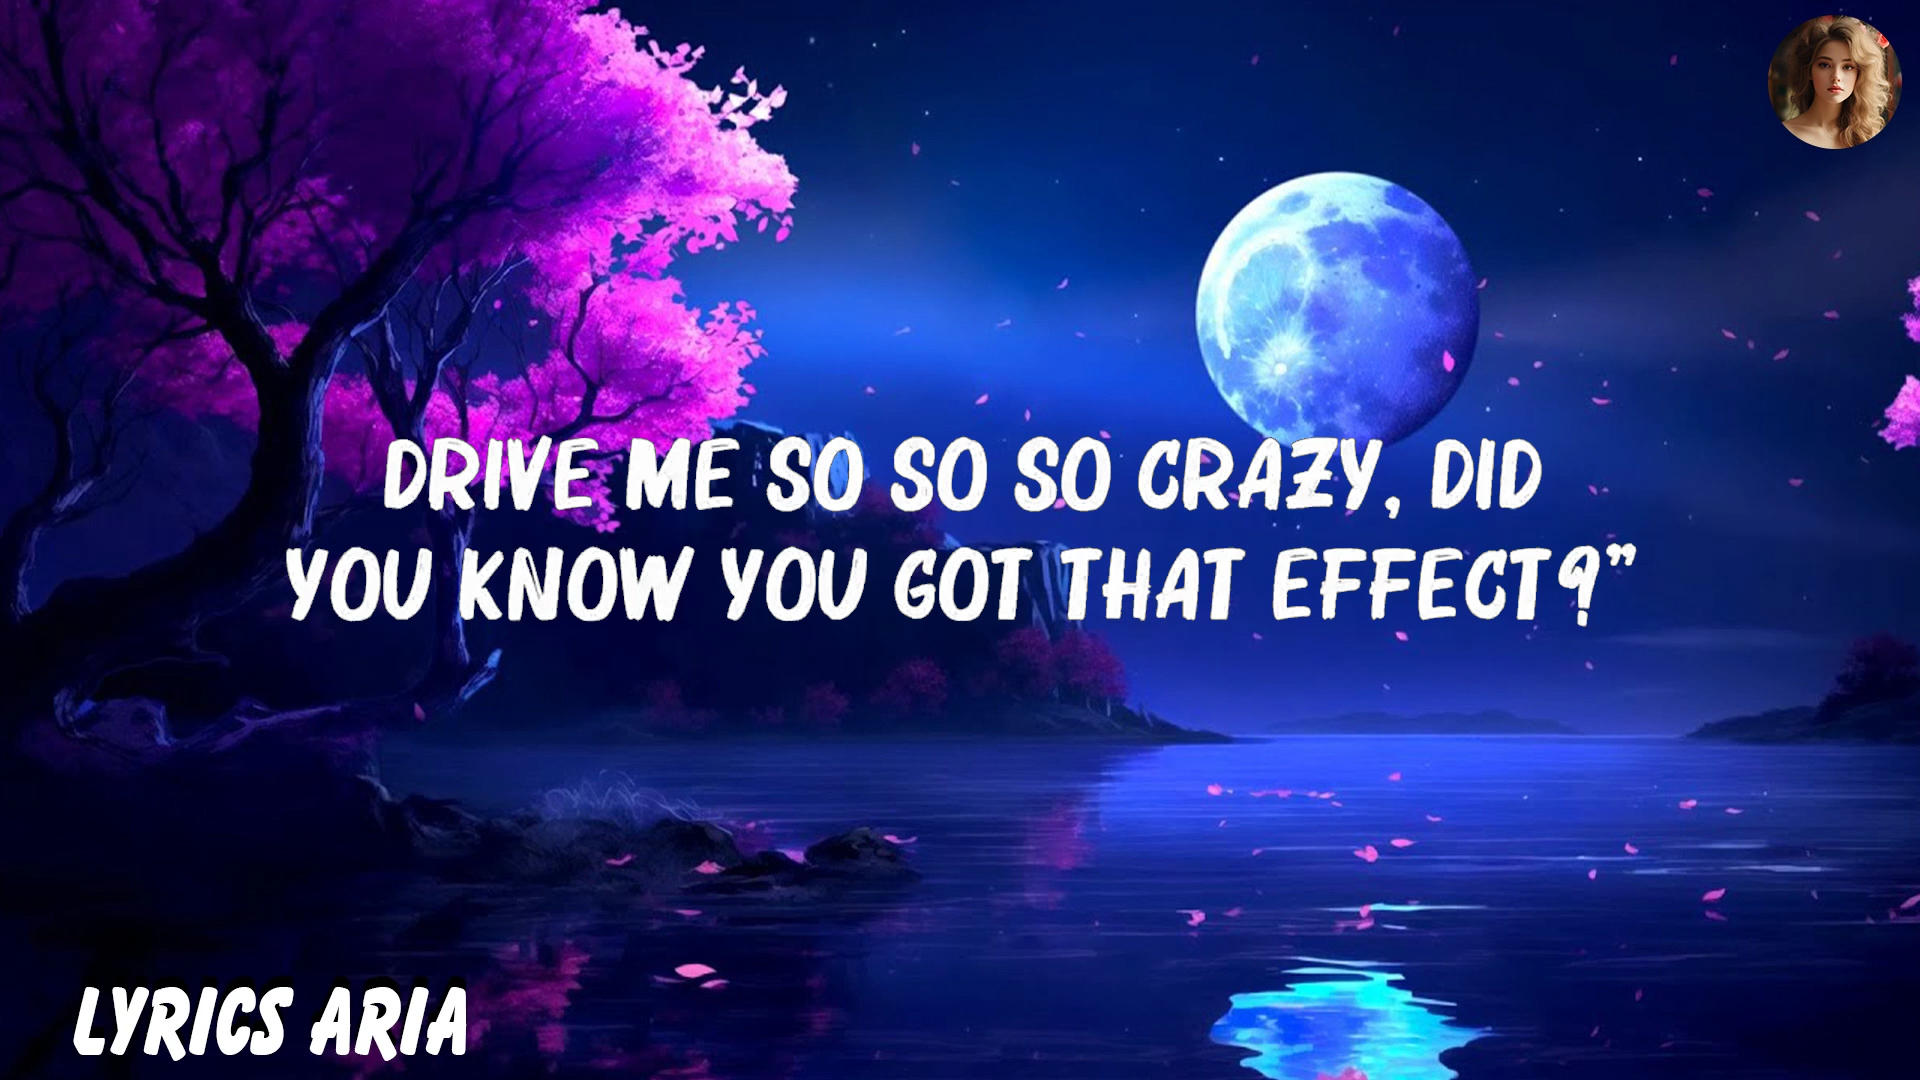 DRIVE ME SO SO SO CRAZY, DID
YOU KNOW YOU GOT THAT EFFECT?”
LYRICS ARIA